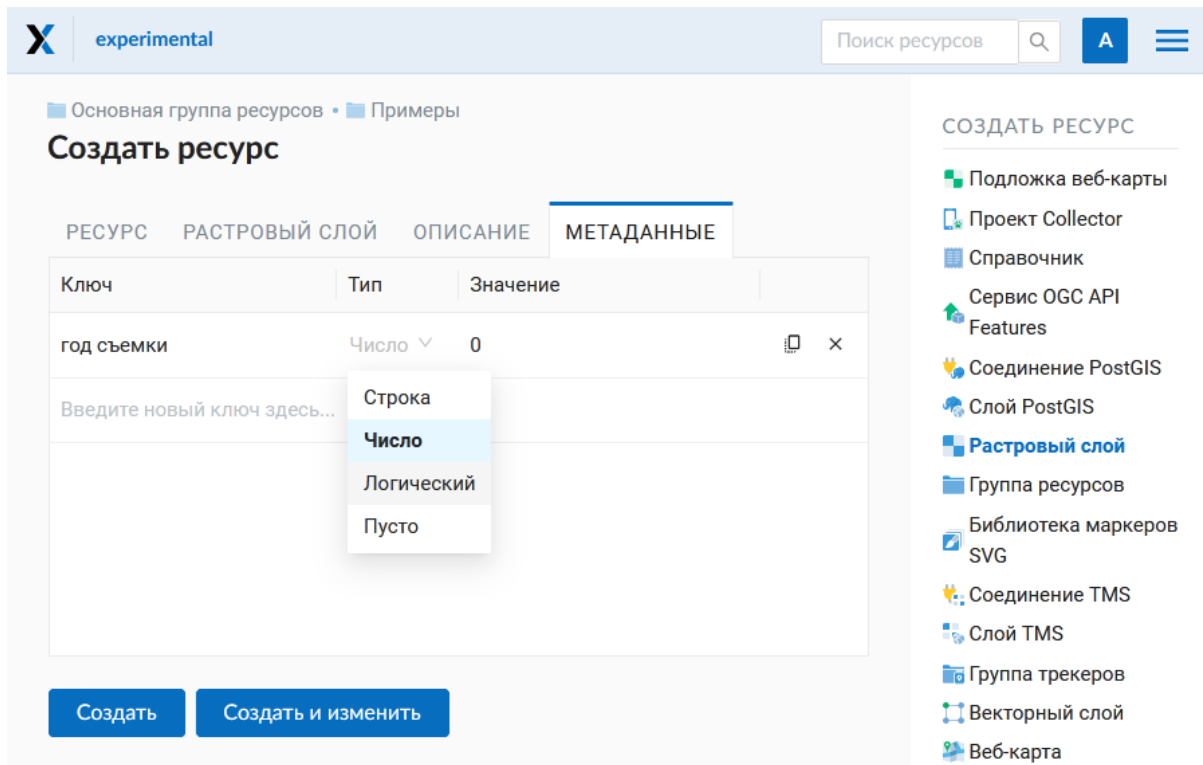 experimental
Поиск ресурсов
A
Основная группа ресурсов • Примеры
Создать ресурс
РЕСУРС РАСТРОВЫЙ СЛОЙ ОПИСАНИЕ МЕТАДАННЫЕ
Ключ Тип Значение
год съемки Число 0
Введите новый ключ здесь...
Строка
Число
Логический
Пусто
Создать Создать и изменить
СОЗДАТЬ РЕСУРС
Подложка веб-карты
Проект Collector
Справочник
Сервис OGC API
Features
Соединение PostGIS
Слой PostGIS
Растровый слой
Группа ресурсов
Библиотека маркеров
SVG
Соединение TMS
Слой TMS
Группа трекеров
Векторный слой
Веб-карта